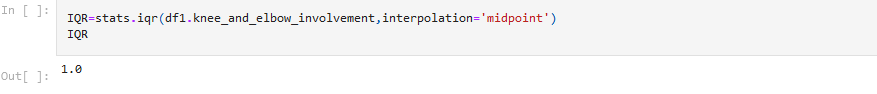 In [ ]:
IQR=stats.iqr(df1.knee_and_elbow_involvement,interpolation='midpoint')
IQR
Out[ ]:
1.0